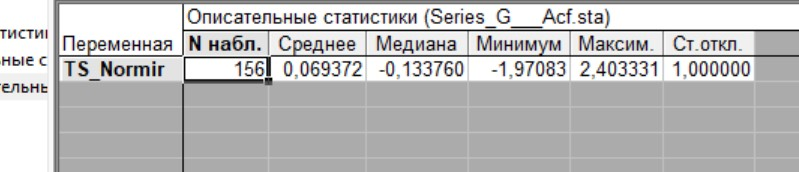 Описательные статистики (Series_G___Acf.sta)
Переменная N набл. Среднее Медиана Минимум Максим. Ст.откл.
TS_Normir 156 0,069372 -0,133760 -1,97083 2,403331 1,000000